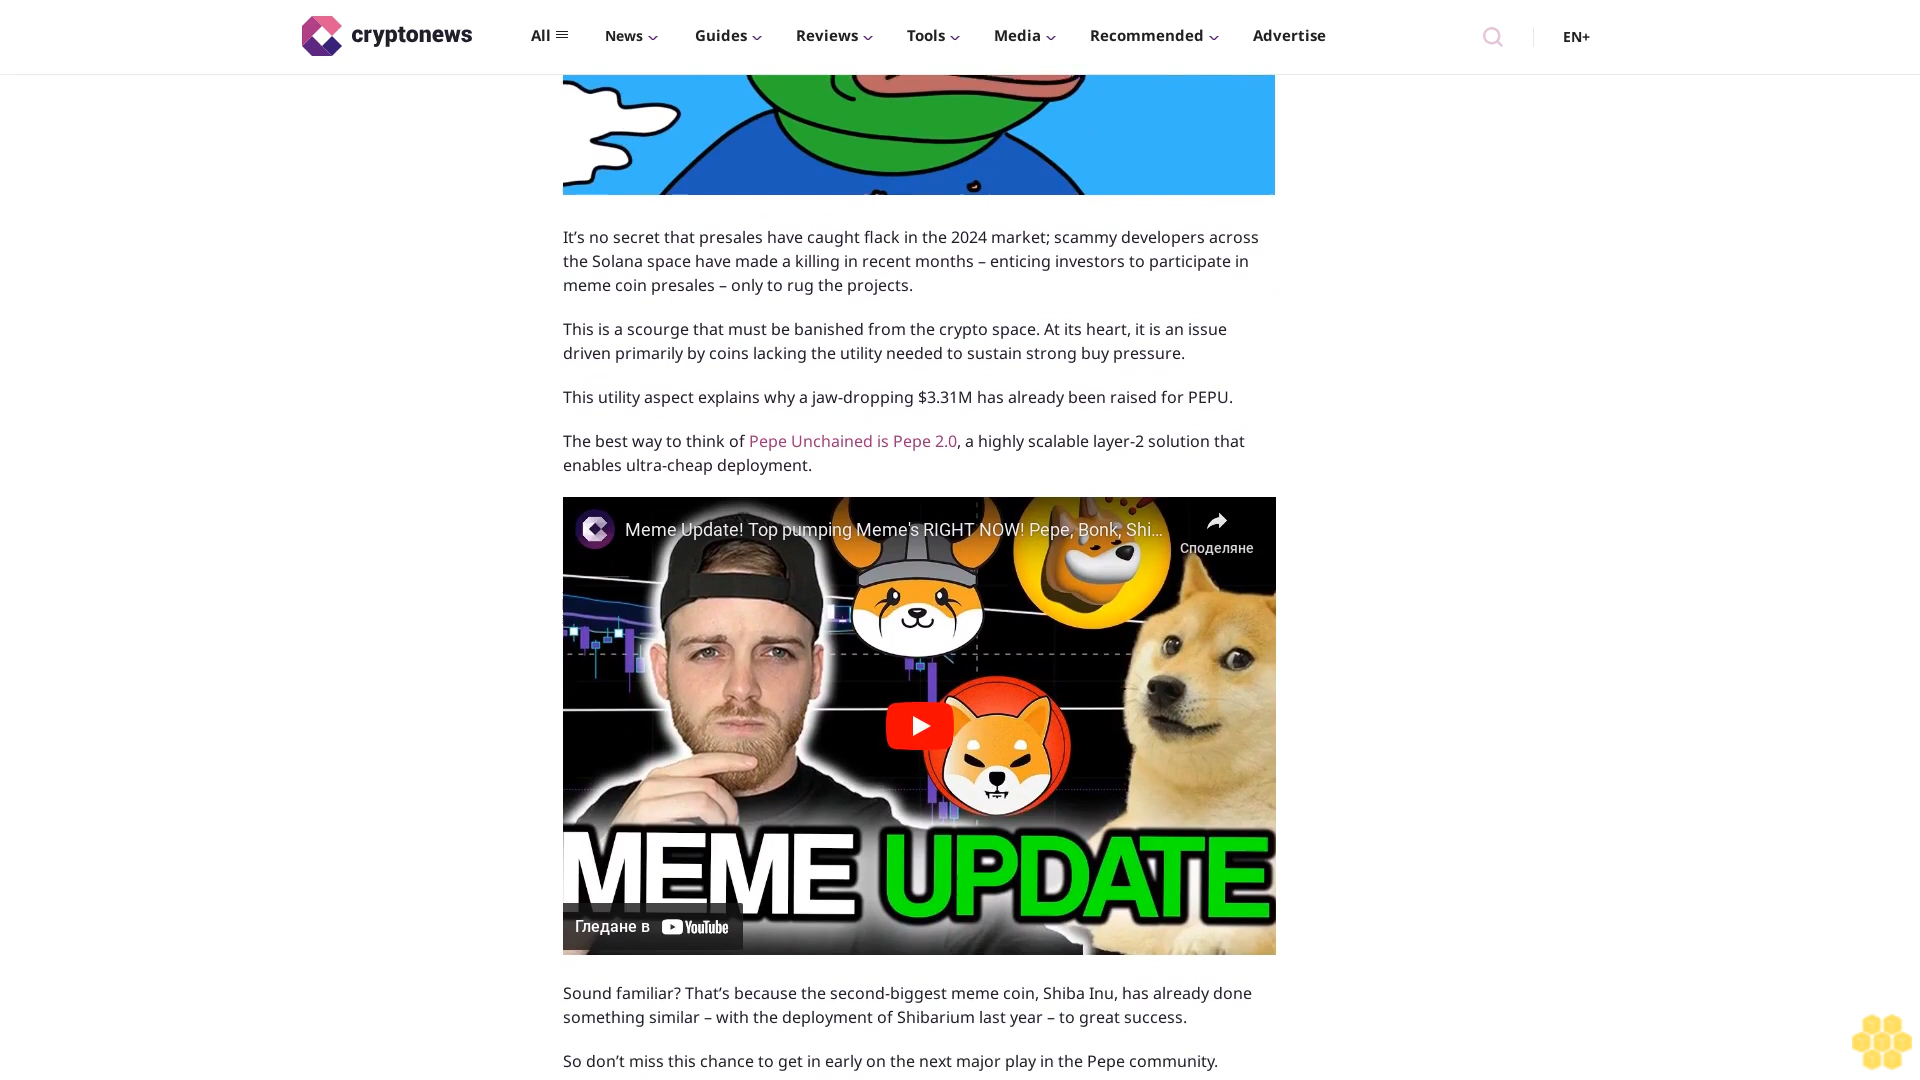 cryptonews
All
News
Guides
Reviews
Tools
Media
Recommended
Advertise
EN+
It’s no secret that presales have caught flack in the 2024 market; scammy developers across
the Solana space have made a killing in recent months – enticing investors to participate in
meme coin presales – only to rug the projects.
This is a scourge that must be banished from the crypto space. At its heart, it is an issue
driven primarily by coins lacking the utility needed to sustain strong buy pressure.
This utility aspect explains why a jaw-dropping $3.31M has already been raised for PEPU.
The best way to think of Pepe Unchained is Pepe 2.0, a highly scalable layer-2 solution that
enables ultra-cheap deployment.
Meme Update! Top pumping Meme's RIGHT NOW! Pepe, Bonk, Shi...
Споделяне
MEME UPDATE
Гледане в YouTube
Sound familiar? That’s because the second-biggest meme coin, Shiba Inu, has already done
something similar – with the deployment of Shibarium last year – to great success.
So don’t miss this chance to get in early on the next major play in the Pepe community.